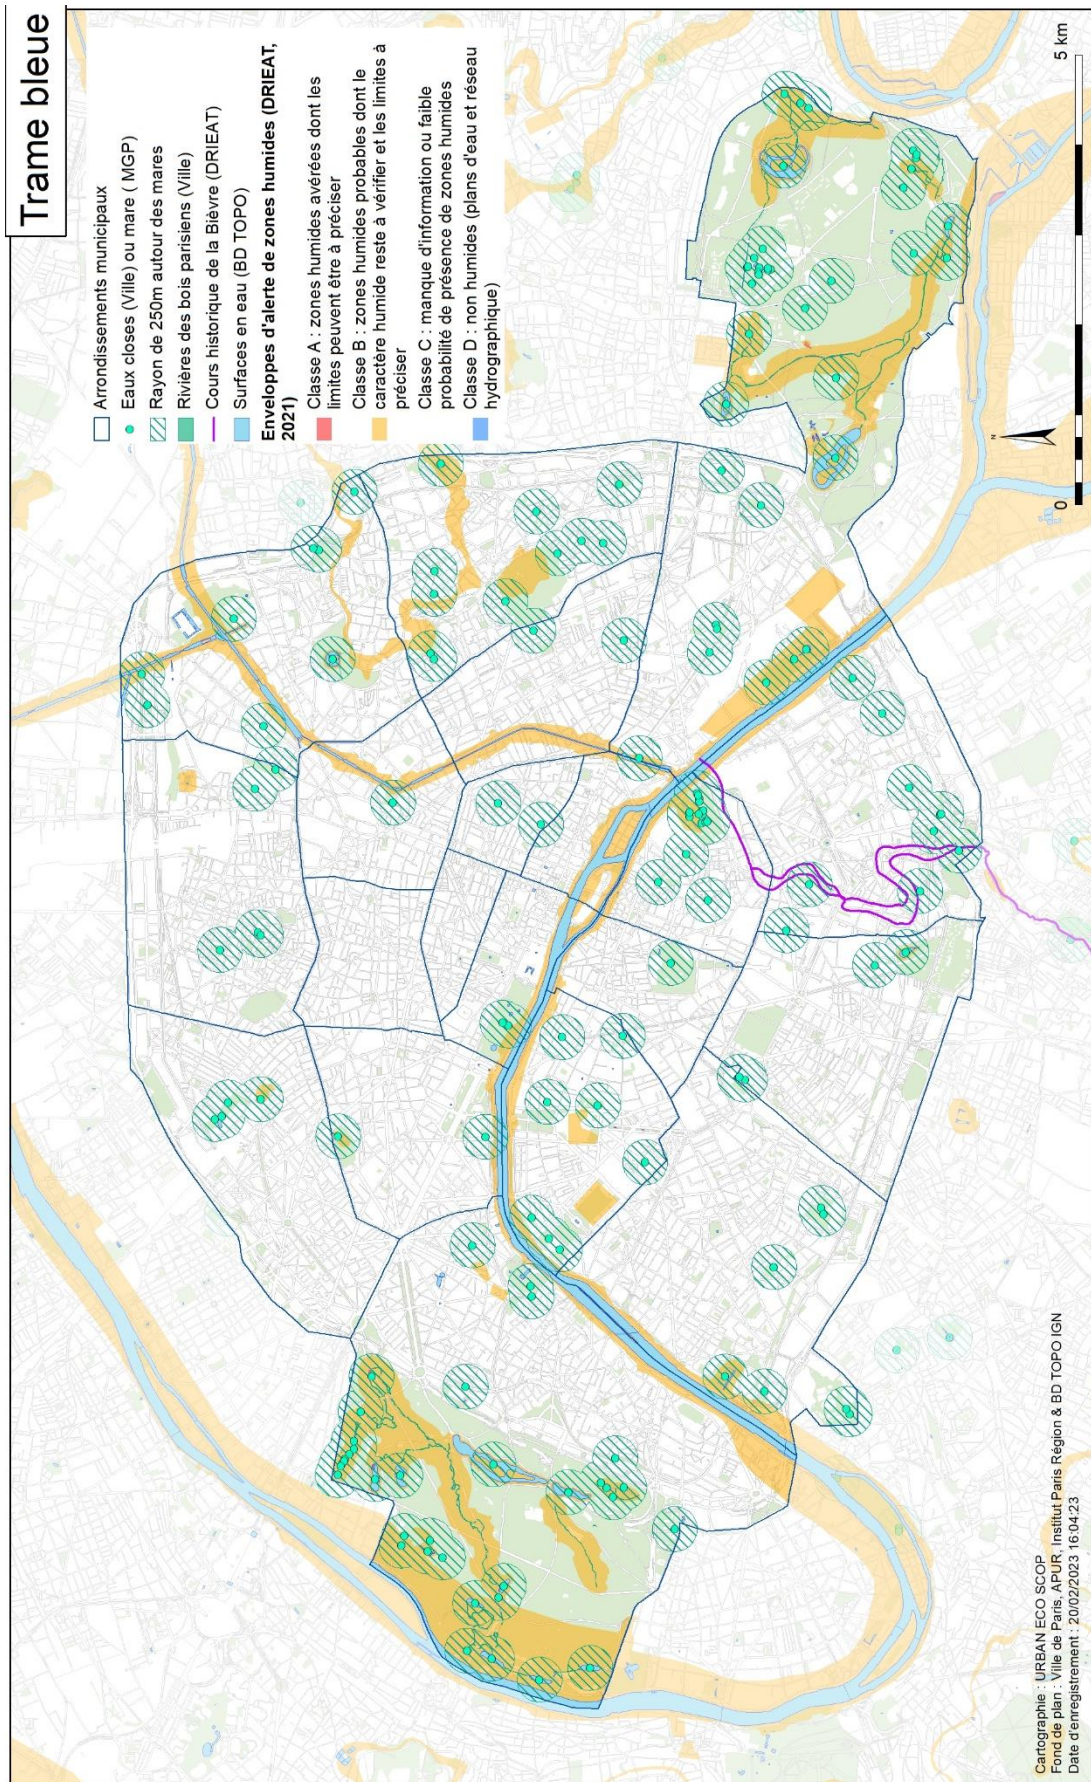 Trame bleue
Arrondissements municipaux
Eaux closes (Ville) ou mare ( MGP)
Rayon de 250m autour des mares
Rivières des bois parisiens (Ville)
Cours historique de la Bièvre (DRIEAT)
Surfaces en eau (BD TOPO)
Enveloppes d'alerte de zones humides (DRIEAT,
2021)
Classe A : zones humides avérées dont les
limites peuvent être à préciser
Classe B : zones humides probables dont le
caractère humide reste à vérifier et les limites à
préciser
Classe C : manque d'information ou faible
probabilité de présence de zones humides
Classe D : non humides (plans d'eau et réseau
hydrographique)
N
0
5 km
Cartographie : URBAN ECO SCOP
Fond de plan : Ville de Paris, APUR, Institut Paris Région & BD TOPO IGN
Date d'enregistrement : 20/02/2023 16:04:23